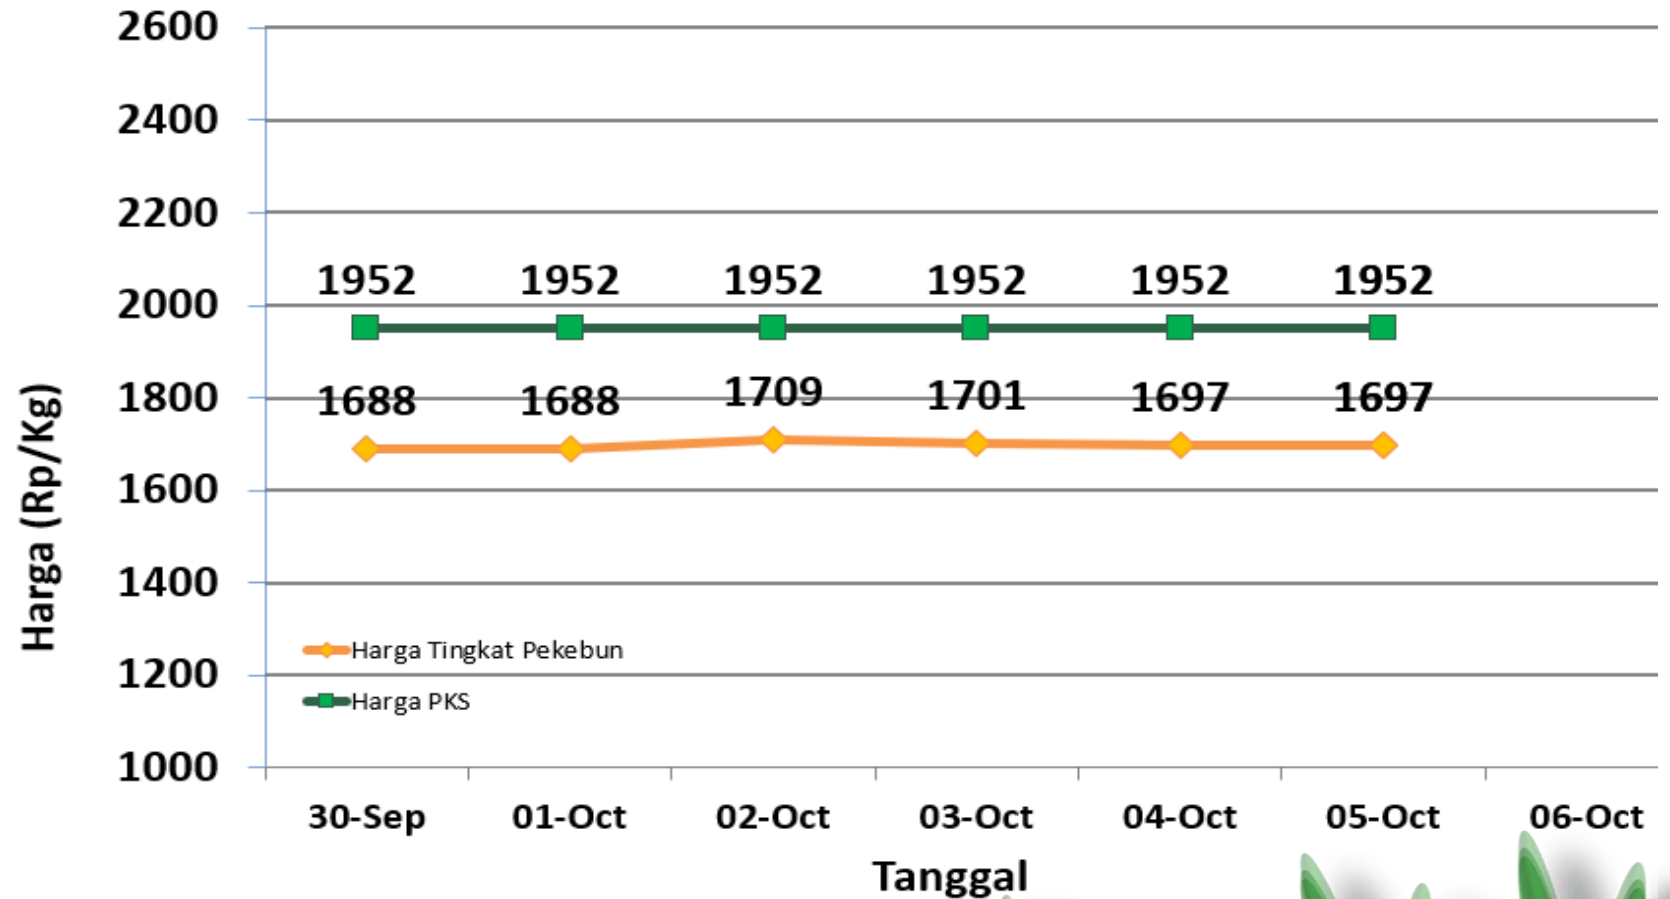 2600
2400
2200
1952 1952 1952 1952 1952 1952
2000
1800
1688 1688 1709 1701 1697 1697
1600
1400
1200
1000
Harga (Rp/Kg)
Harga Tingkat Pekebun
Harga PKS
30-Sep 01-Oct 02-Oct 03-Oct 04-Oct 05-Oct 06-Oct
Tanggal